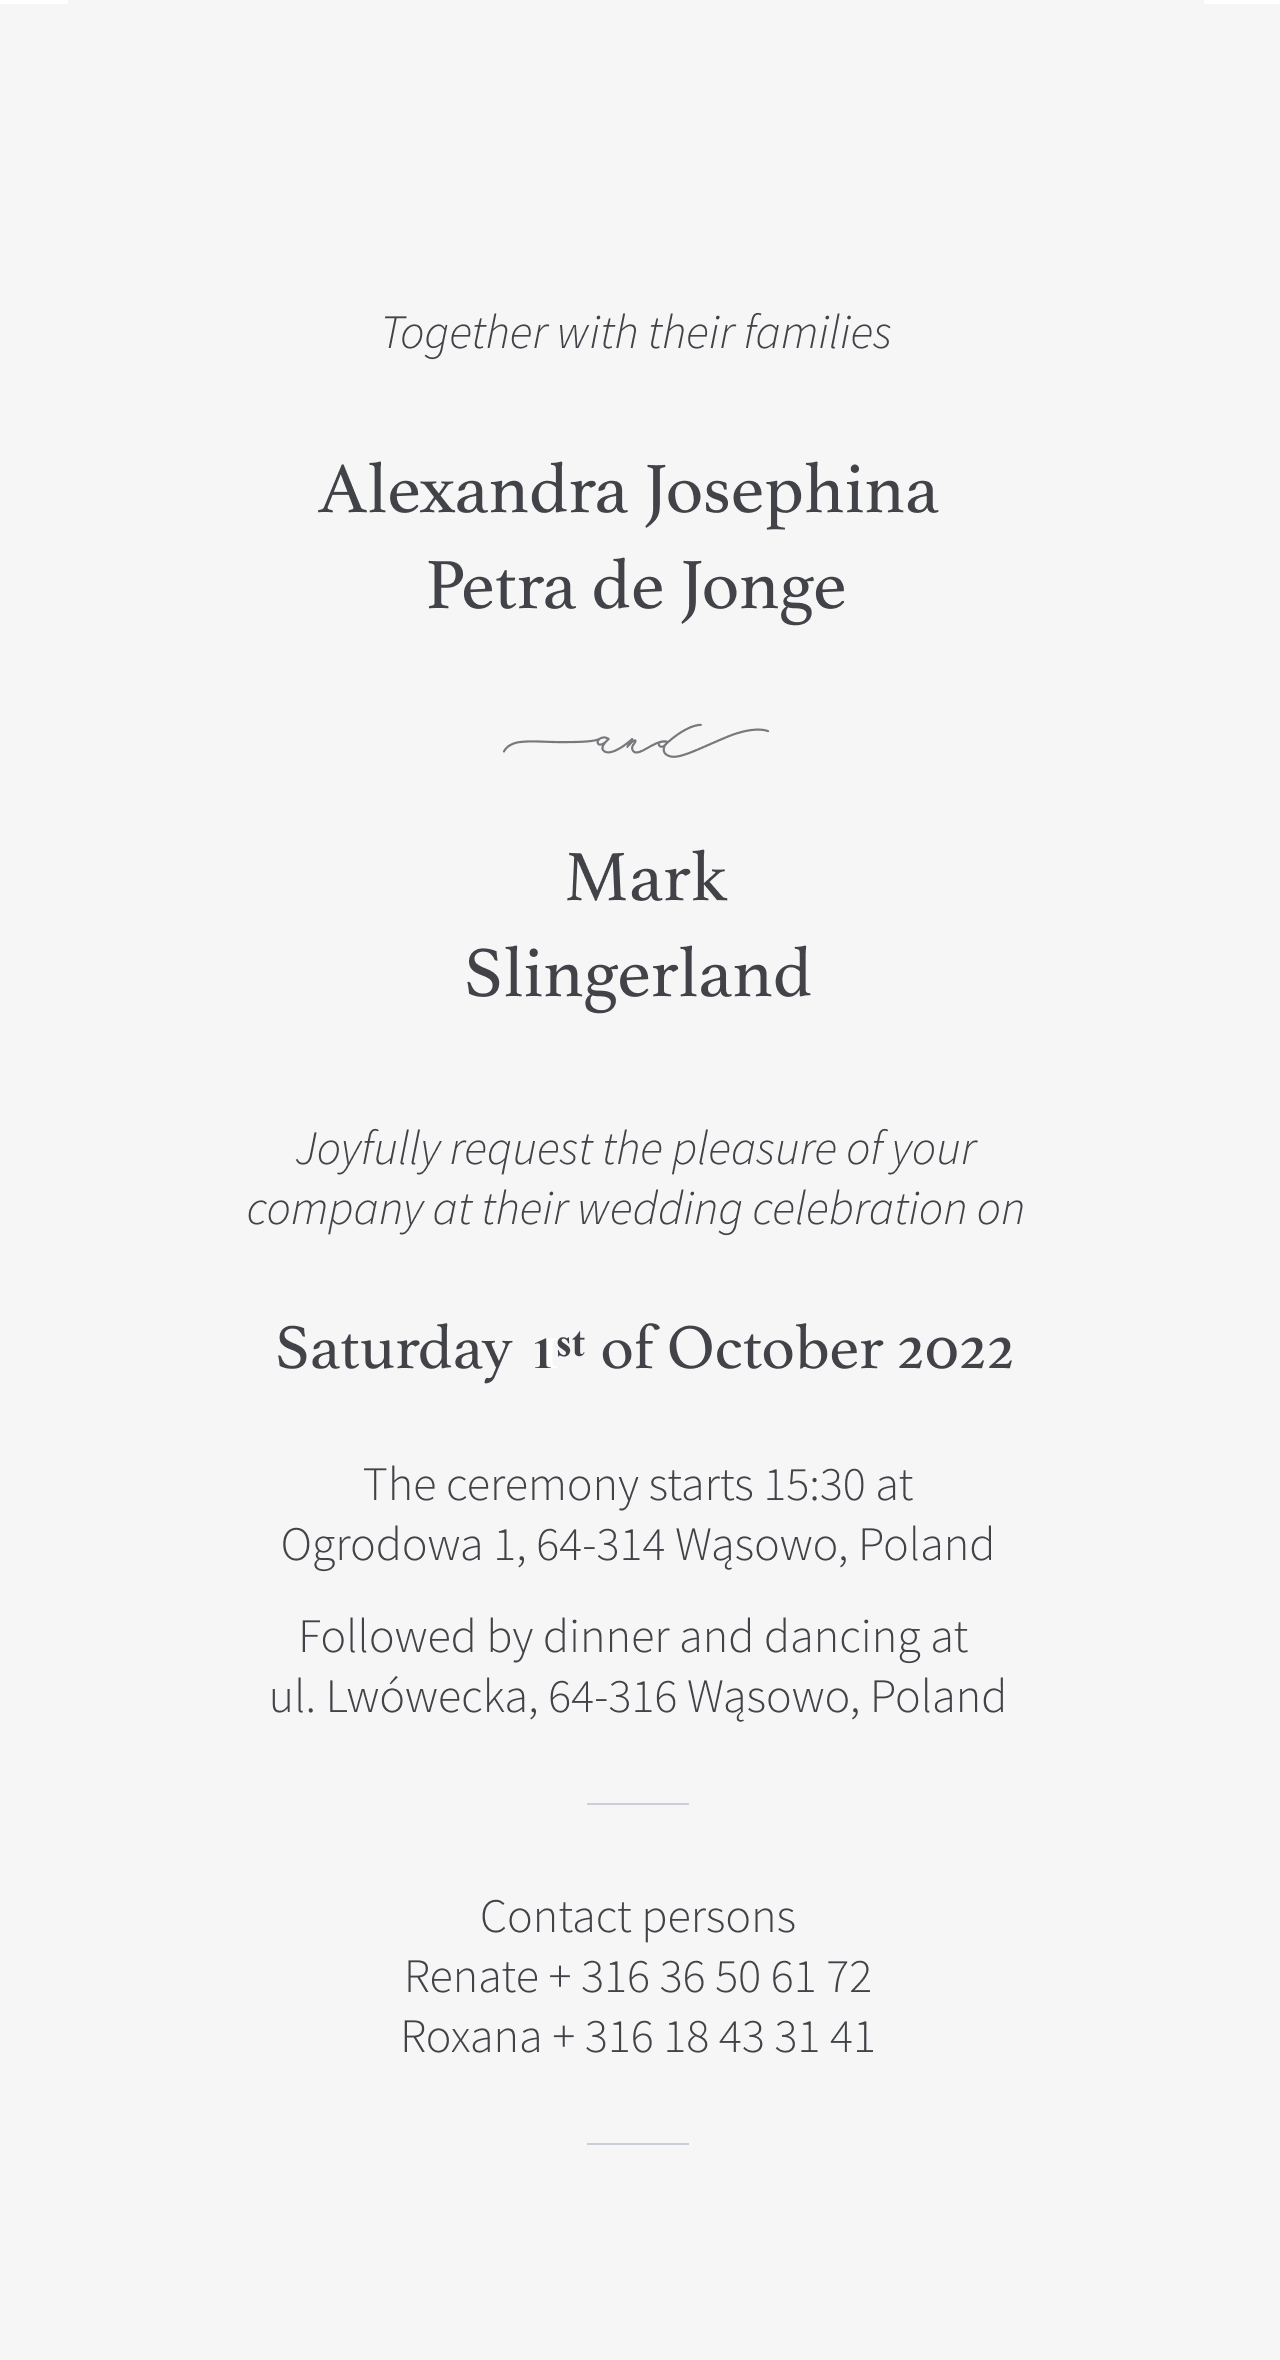 Together with their families
Alexandra Josephina
Petra de Jonge
and
Mark
Slingerland
Joyfully request the pleasure of your
company at their wedding celebration on
Saturday 1st of October 2022
The ceremony starts 15:30 at
Ogrodowa 1, 64-314 Wąsowo, Poland
Followed by dinner and dancing at
ul. Lwówecka, 64-316 Wąsowo, Poland
Contact persons
Renate + 316 36 50 61 72
Roxana + 316 18 43 31 41